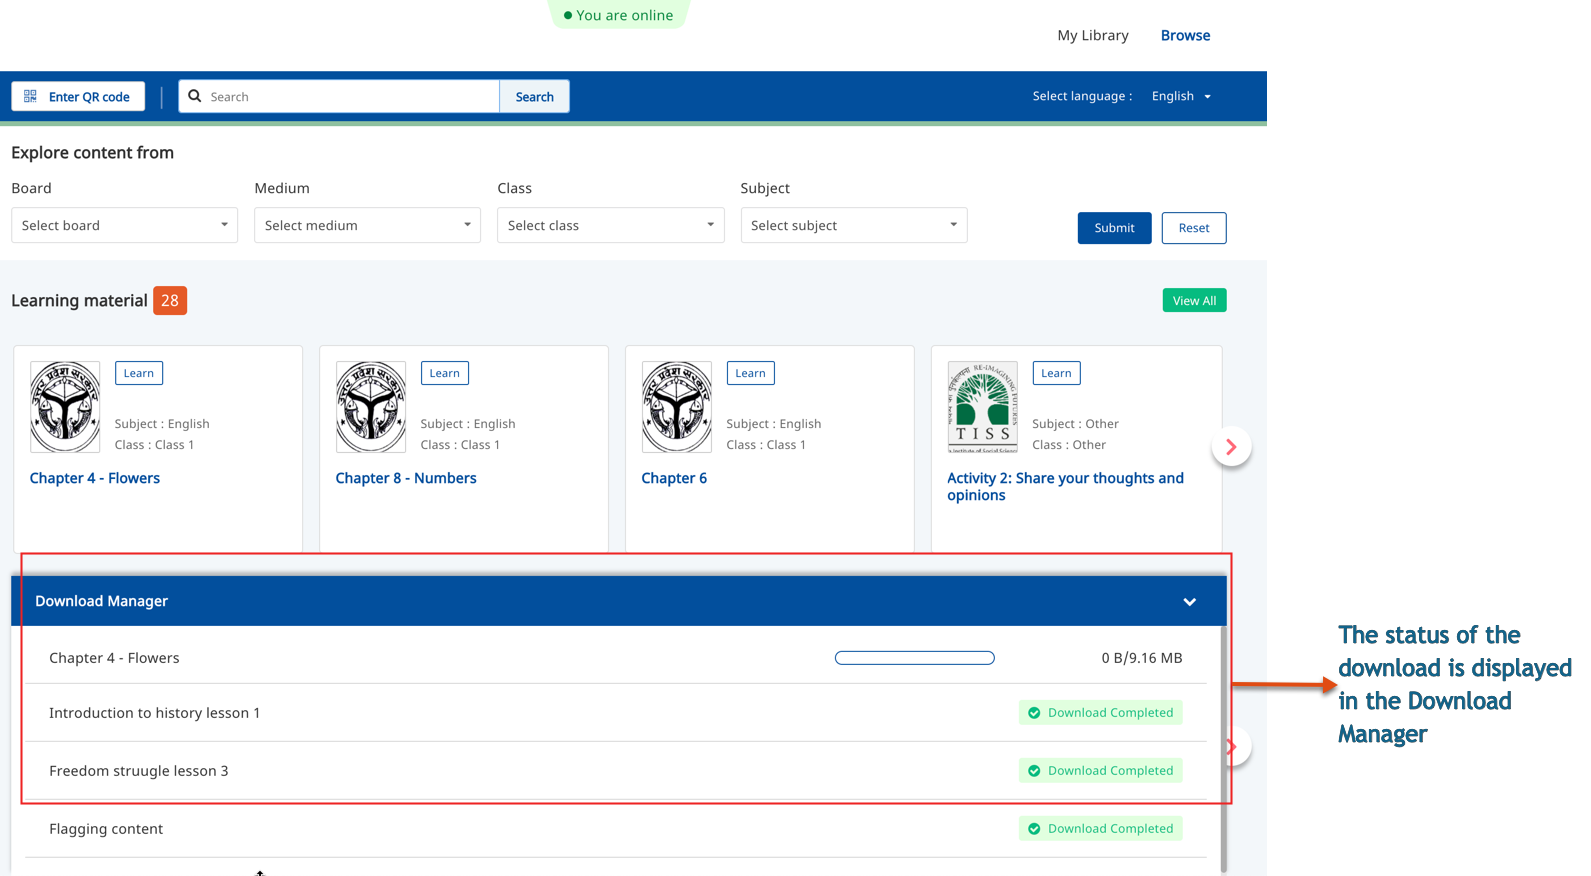 You are online
My Library Browse
Enter QR code Search Search Select language : English
Explore content from
Board Medium Class Subject
Select board Select medium Select class Select subject Submit Reset
Learning material 28 View All
Learn Learn Learn Learn
Subject : English Subject : English Subject : English Subject : Other
Class : Class 1 Class : Class 1 Class : Class 1 Class : Other
TISS
RE-IMAGINING FUTURES
Chapter 4 - Flowers Chapter 8 - Numbers Chapter 6 Activity 2: Share your thoughts and
opinions
Download Manager
Chapter 4 - Flowers 0 B/9.16 MB
Introduction to history lesson 1 Download Completed
Freedom struugle lesson 3 Download Completed
Flagging content Download Completed
The status of the
download is displayed
in the Download
Manager